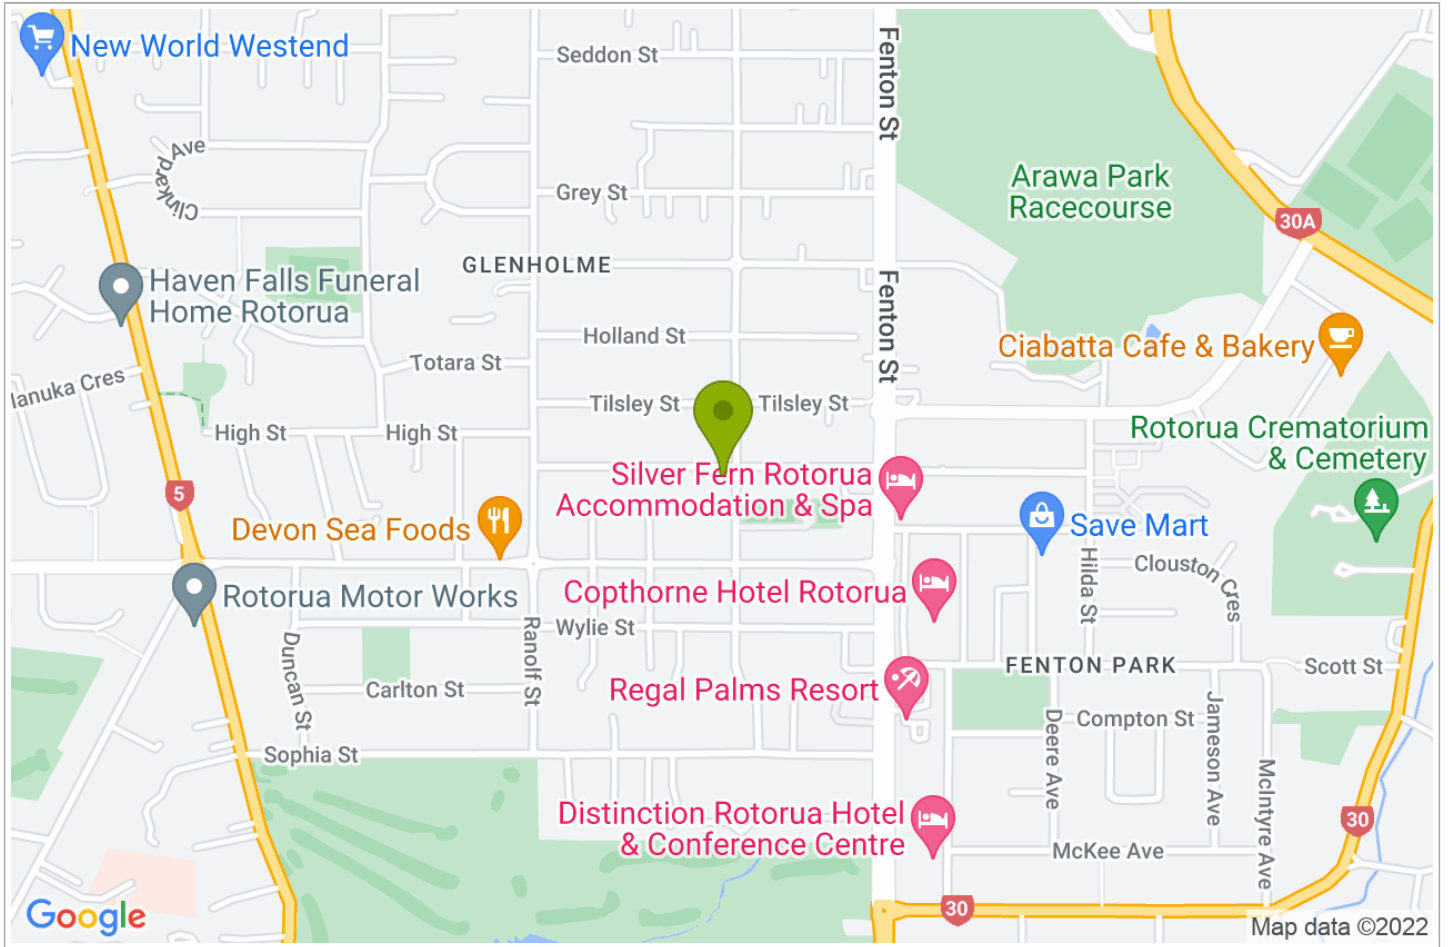 New World Westend
Seddon St
Fenton St
Clinkard Ave
Grey St
Arawa Park
Racecourse
30A
GLENHOLME
Haven Falls Funeral
Home Rotorua
Fenton St
Holland St
Ciabatta Cafe & Bakery
Totara St
lanuka Cres
Tilsley St
Tilsley St
High St
High St
Rotorua Crematorium
& Cemetery
Silver Fern Rotorua
Accommodation & Spa
5
Devon Sea Foods
Save Mart
Hilda St
Clouston Cres
Copthorne Hotel Rotorua
Rotorua Motor Works
Ranolf St
Wylie St
Duncan St
FENTON PARK
Scott St
Carlton St
Regal Palms Resort
Deere Ave
Compton St
Jameson Ave
Sophia St
McIntyre Ave
Distinction Rotorua Hotel
& Conference Centre
30
McKee Ave
Google
30
Map data ©2022